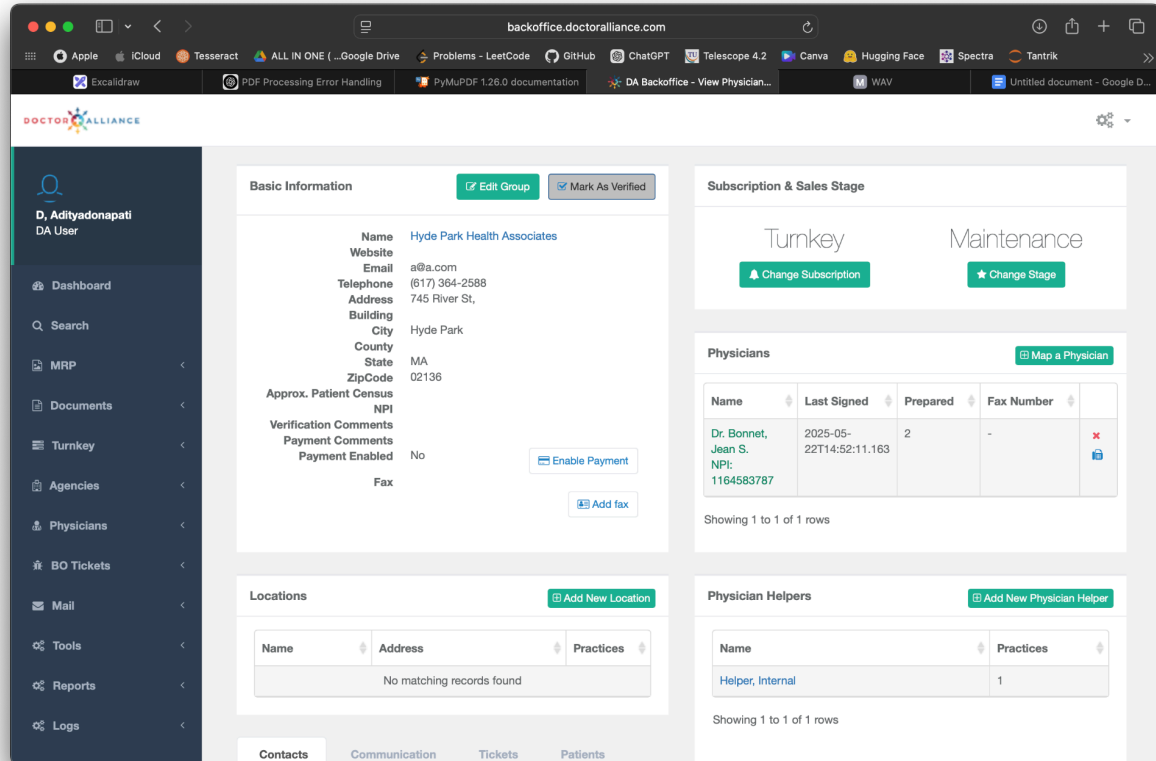 backoffice.doctoralliance.com
Apple iCloud Tesseract ALL IN ONE (...Google Drive Problems - LeetCode GitHub ChatGPT Telescope 4.2 Canva Hugging Face Spectra Tantrik
Excalidraw PDF Processing Error Handling PyMuPDF 1.26.0 documentation DA Backoffice - View Physician... WAV Untitled document - Google D...
DOCTOR ALLIANCE
D, Adityadonapati
DA User
Dashboard
Search
MRP
Documents
Turnkey
Agencies
Physicians
BO Tickets
Mail
Tools
Reports
Logs
Basic Information Edit Group Mark As Verified
Name Hyde Park Health Associates
Website
Email a@a.com
Telephone (617) 364-2588
Address 745 River St,
Building
City Hyde Park
County
State MA
ZipCode 02136
Approx. Patient Census
NPI
Verification Comments
Payment Comments
Payment Enabled No Enable Payment
Fax
Add fax
Subscription & Sales Stage
Turnkey Maintenance
Change Subscription Change Stage
Physicians Map a Physician
Name Last Signed Prepared Fax Number
Dr. Bonnet, 2025-05- 2 -
Jean S. 22T14:52:11.163
NPI:
1164583787
Showing 1 to 1 of 1 rows
Locations Add New Location
Name Address Practices
No matching records found
Physician Helpers Add New Physician Helper
Name Practices
Helper, Internal 1
Showing 1 to 1 of 1 rows
Contacts Communication Tickets Patients